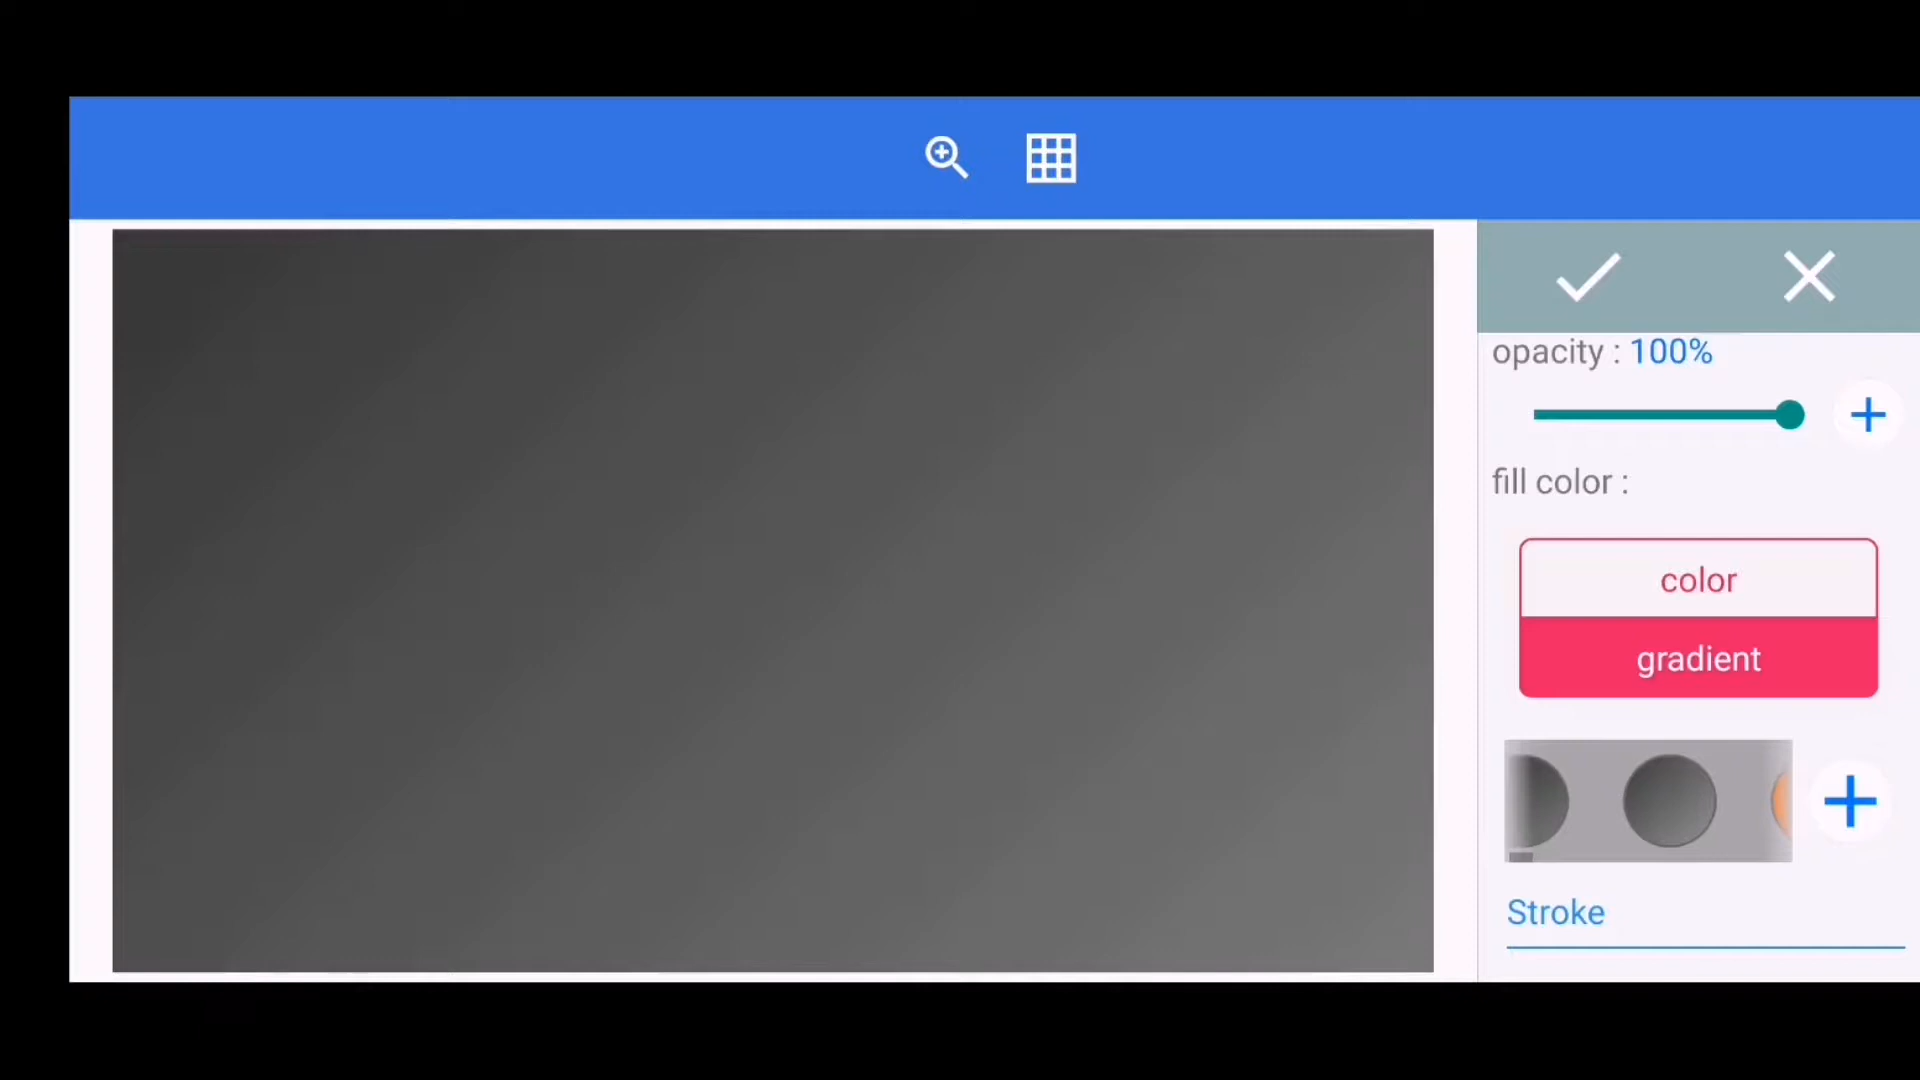 opacity : 100%
fill color :
color
gradient
Stroke